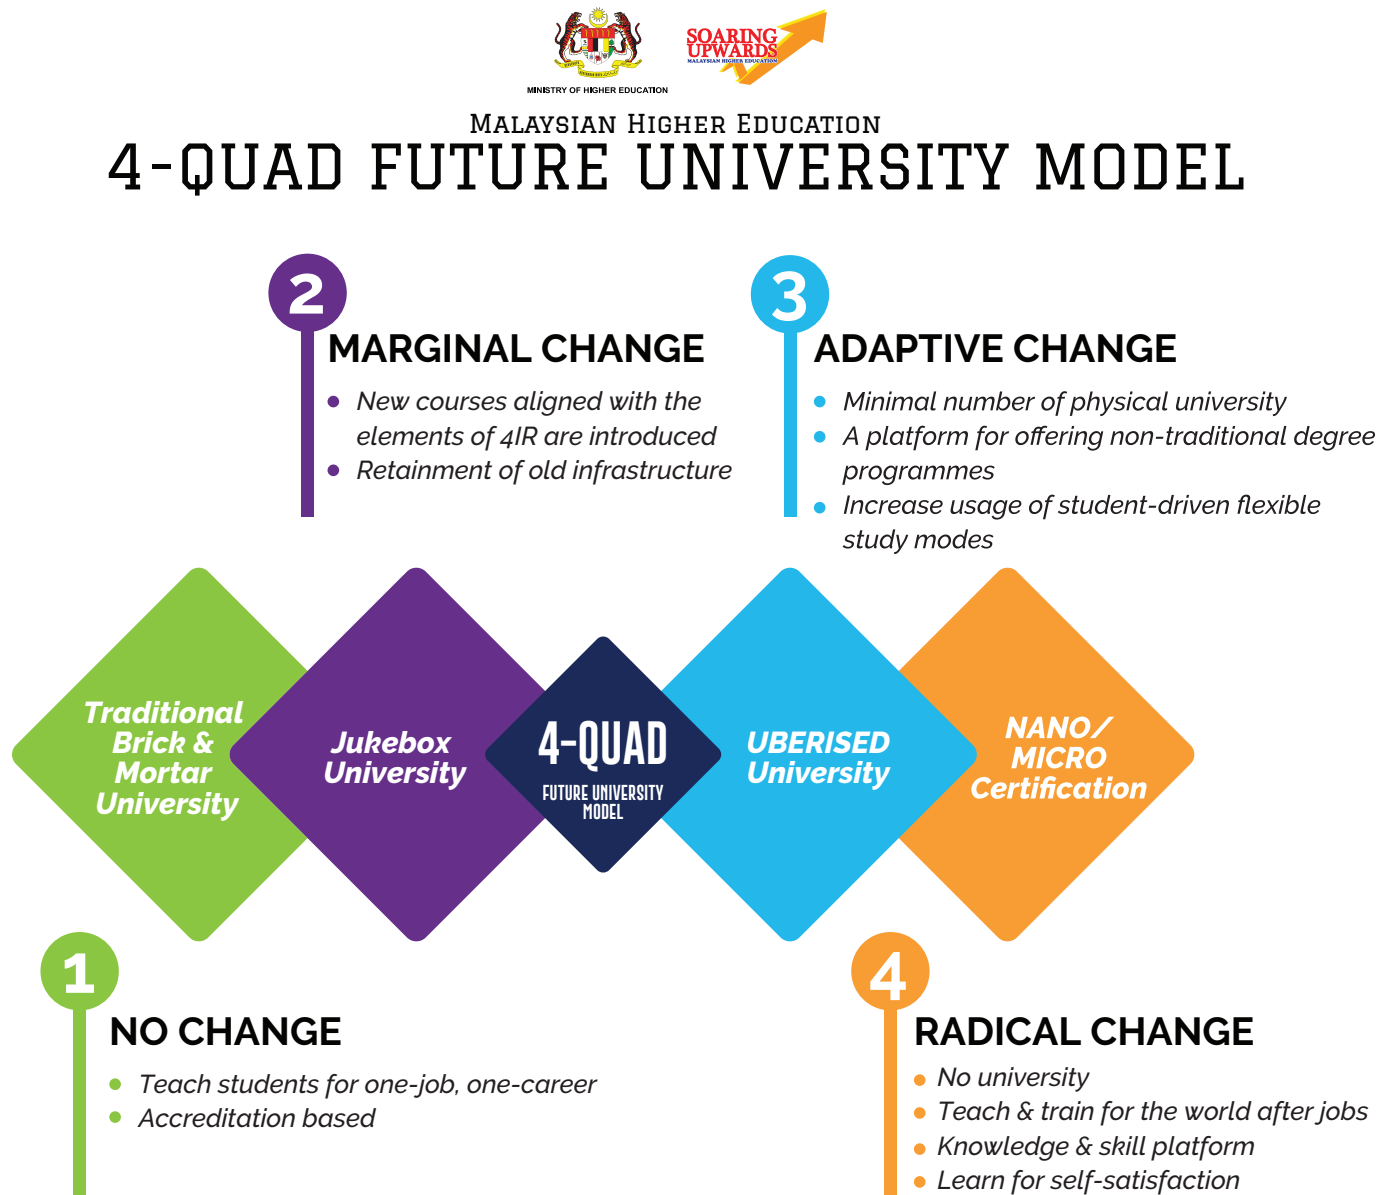 MINISTRY OF HIGHER EDUCATION
SOARING
UPWARDS
MALAYSIAN HIGHER EDUCATION
Malaysian Higher Education
4-QUAD FUTURE UNIVERSITY MODEL
2
MARGINAL CHANGE
New courses aligned with the
elements of 4IR are introduced
Retainment of old infrastructure
3
ADAPTIVE CHANGE
Minimal number of physical university
A platform for offering non-traditional degree
programmes
Increase usage of student-driven flexible
study modes
Traditional
Brick &
Mortar
University
Jukebox
University
4-QUAD
FUTURE UNIVERSITY
MODEL
UBERISED
University
NANO/
MICRO
Certification
1
NO CHANGE
Teach students for one-job, one-career
Accreditation based
4
RADICAL CHANGE
No university
Teach & train for the world after jobs
Knowledge & skill platform
Learn for self-satisfaction